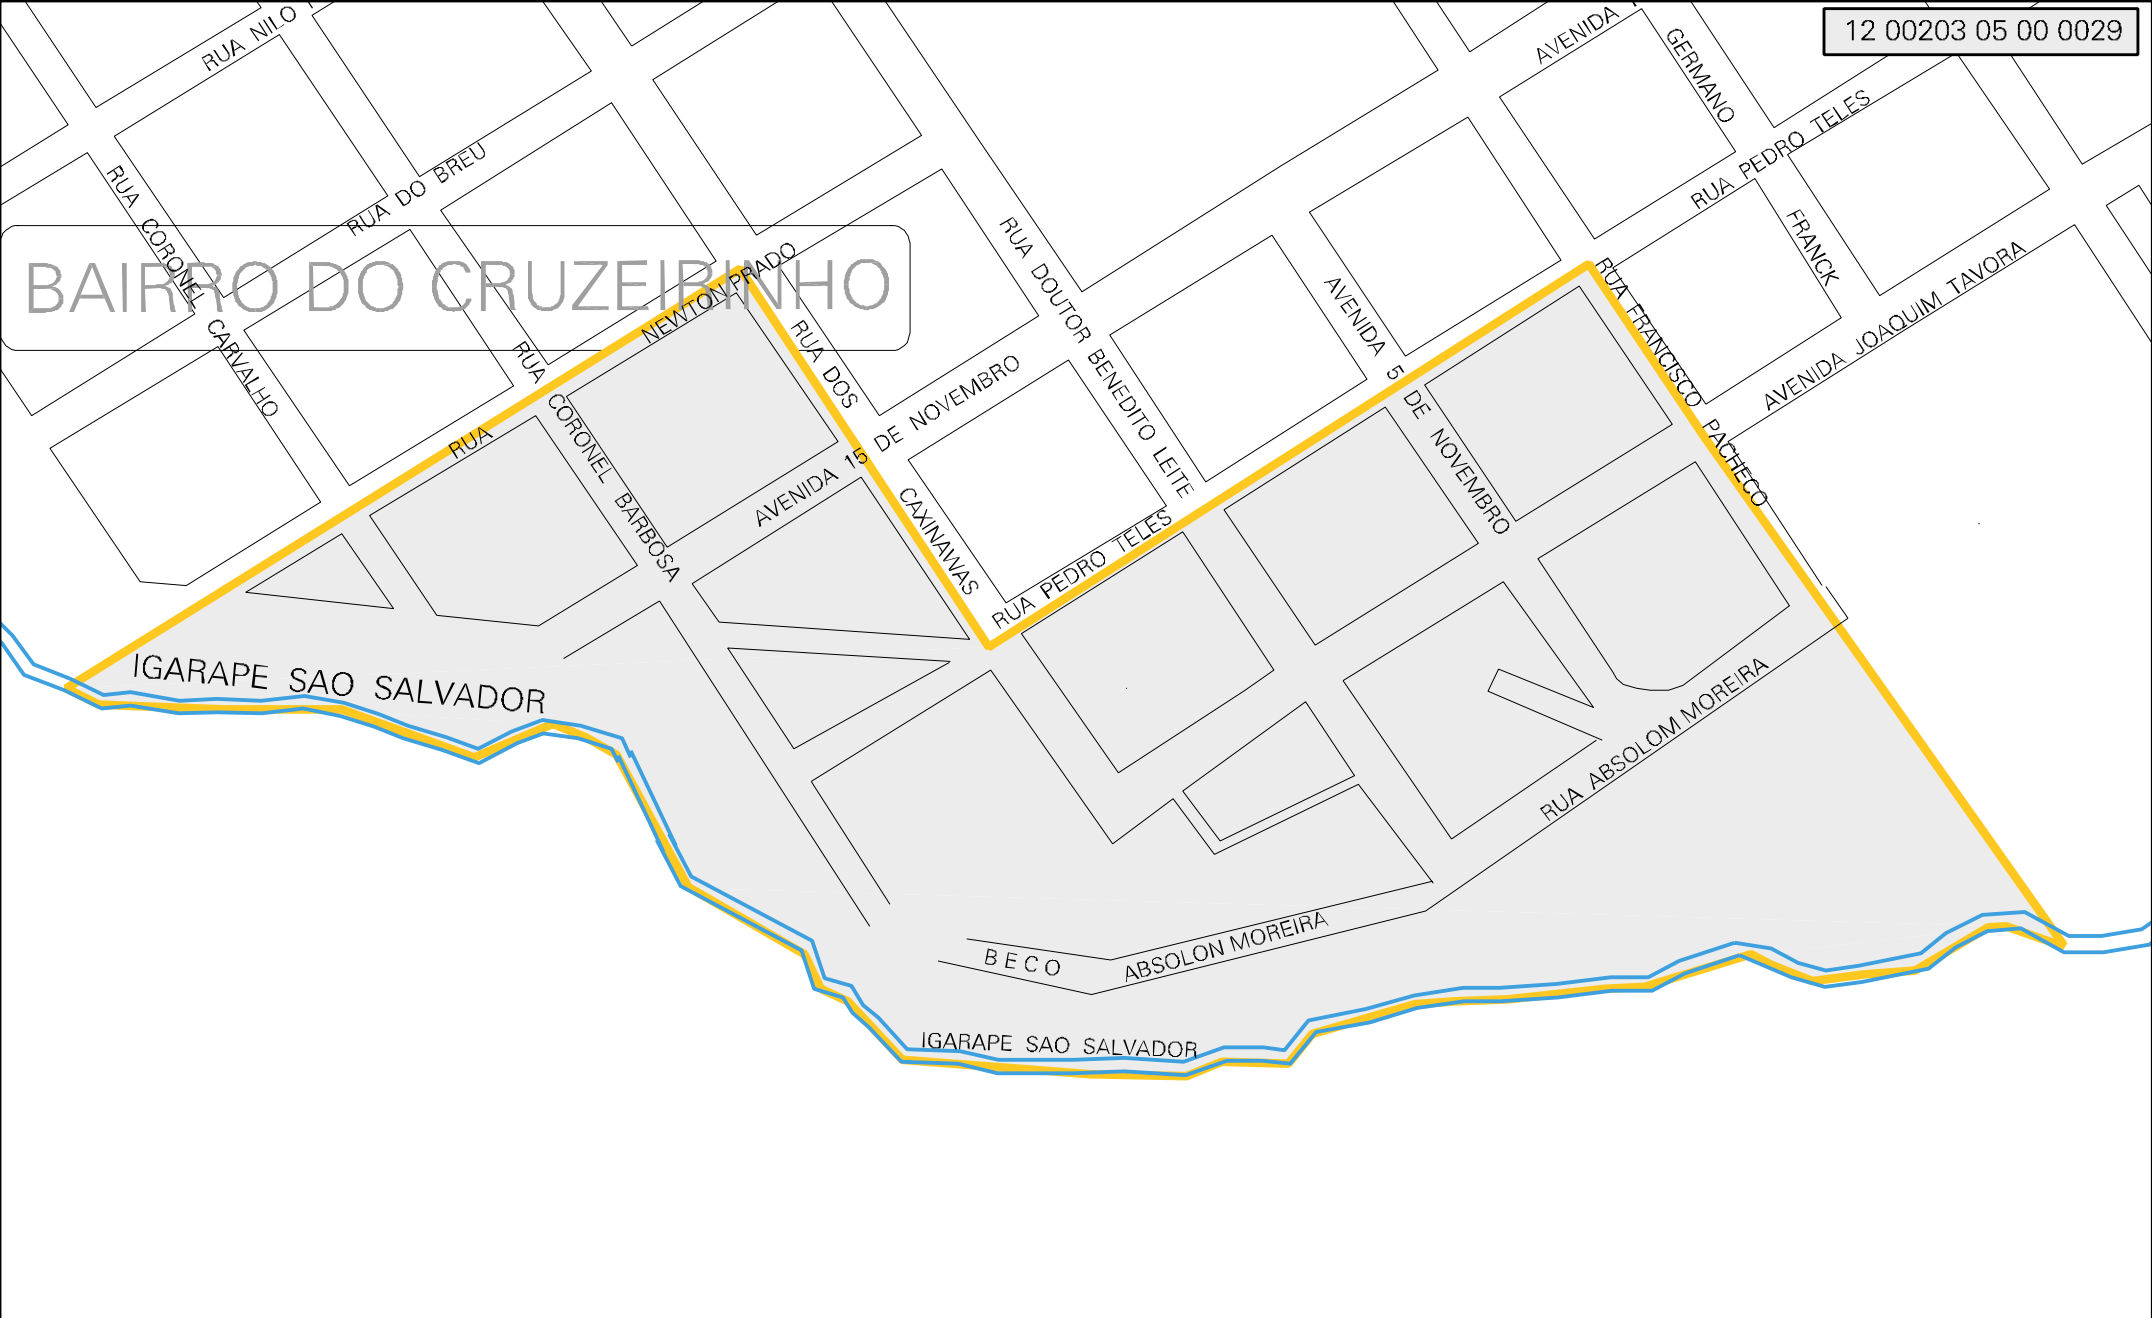 12 00203 05 00 0029
RUA NILO
AVENIDA
GERMANO
RUA PEDRO TELES
RUA DO BREU
RUA CORONEL CARVALHO
BAIRRO DO CRUZEIRINHO
RUA NEWTON PRADO
RUA DOUTOR BENEDITO LEITE
FRANCK
AVENIDA JOAQUIM TAVORA
RUA FRANCISCO PACHECO
AVENIDA 5 DE NOVEMBRO
RUA DOS CAXINAWAS
RUA CORONEL BARBOSA
AVENIDA 15 DE NOVEMBRO
RUA PEDRO TELES
IGARAPE SAO SALVADOR
RUA ABSOLOM MOREIRA
BECO ABSOLON MOREIRA
IGARAPE SAO SALVADOR